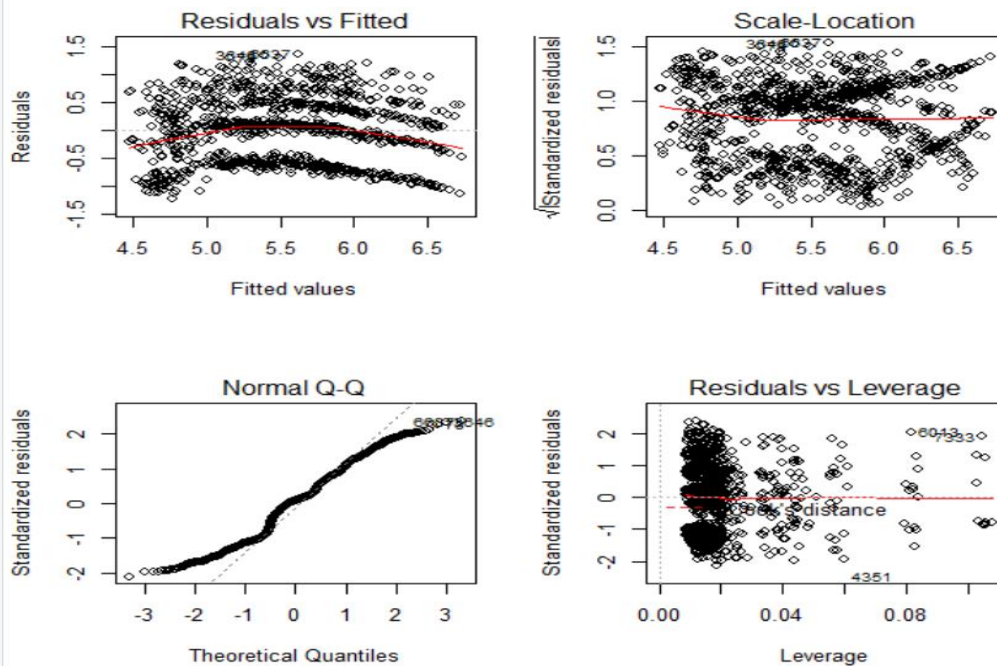 Residuals vs Fitted
Residuals
-1.5 -0.5 0.5 1.5
4.5 5.0 5.5 6.0 6.5
Fitted values
Scale-Location
√|Standardized residuals|
0.0 0.5 1.0 1.5
4.5 5.0 5.5 6.0 6.5
Fitted values
Normal Q-Q
Standardized residuals
-2 -1 0 1 2
-3 -2 -1 0 1 2 3
Theoretical Quantiles
Residuals vs Leverage
Standardized residuals
-2 -1 0 1 2
6013
7333
Cook's distance
4351
0.00 0.04 0.08
Leverage